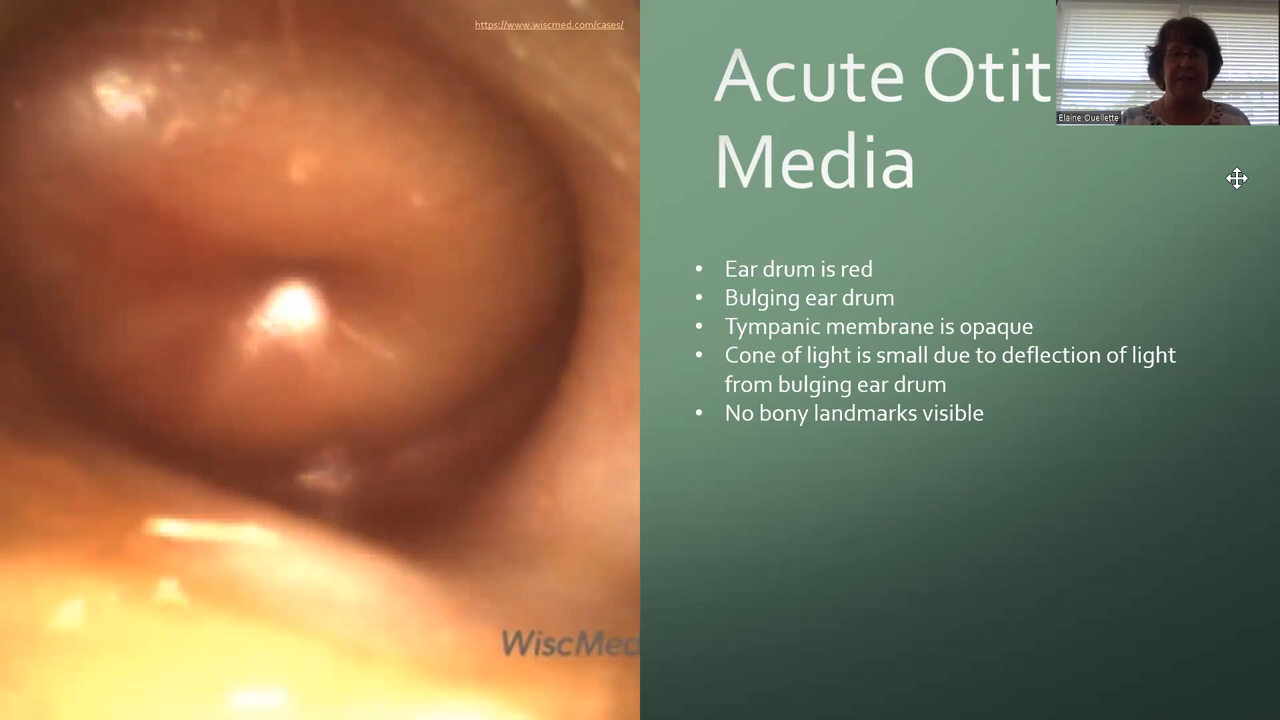 https://www.wiscmed.com/cases/
Acute Otit
Media
Elaine Ouellette
• Ear drum is red
• Bulging ear drum
• Tympanic membrane is opaque
• Cone of light is small due to deflection of light
from bulging ear drum
• No bony landmarks visible
WiscMed